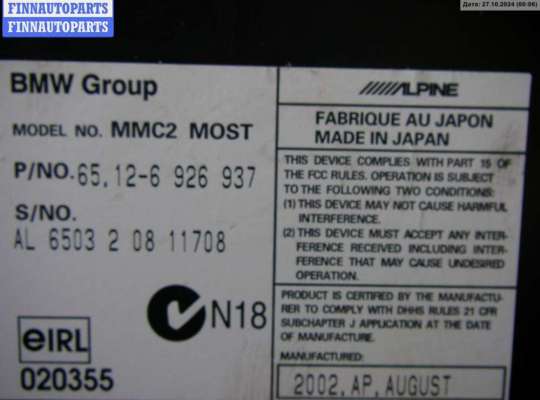 FINNAUTOPARTS
FINNAUTOPARTS
Дата: 27.10.2024 (00:06)
BMW Group
MODEL NO. MMC2 MOST
P/NO. 65.12-6 926 937
S/NO.
AL 6503 2 08 11708
N18
eIRL
020355
ALPINE
FABRIQUE AU JAPON
MADE IN JAPAN
THIS DEVICE COMPLIES WITH PART 15 OF
THE FCC RULES. OPERATION IS SUBJECT
TO THE FOLLOWING TWO CONDITIONS:
(1) THIS DEVICE MAY NOT CAUSE HARMFUL
INTERFERENCE.
(2) THIS DEVICE MUST ACCEPT ANY INTER-
FERENCE RECEIVED INCLUDING INTER-
FERENCE THAT MAY CAUSE UNDESIRED
OPERATION.
PRODUCT IS CERTIFIED BY THE MANUFACTU-
RER TO COMPLY WITH DHHS RULES 21 CFR
SUBCHAPTER J APPLICATION AT THE DATE
OF MANUFACTURE.
MANUFACTURED:
2002, AP, AUGUST